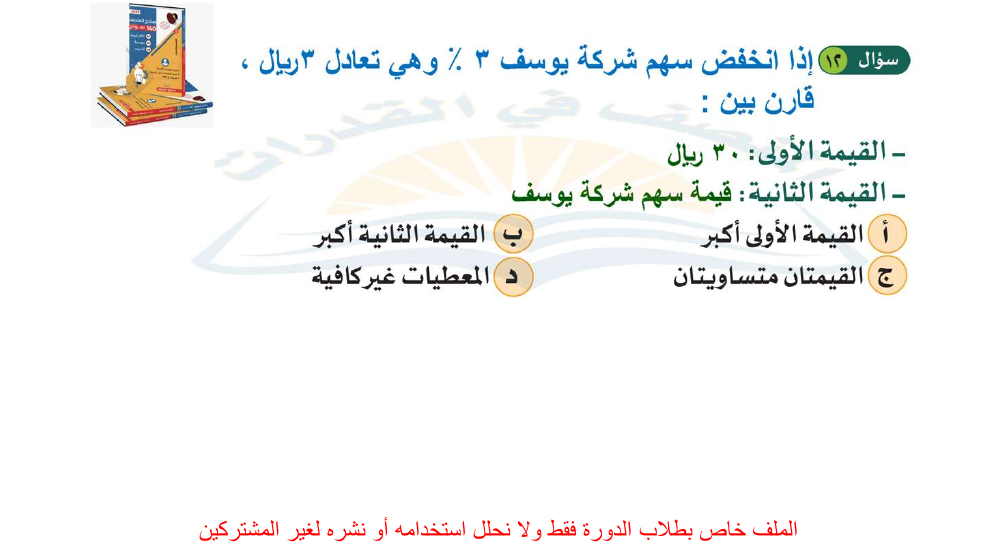 سؤال ١٢ إذا انخفض سهم شركة يوسف ٣ ٪ وهي تعادل ٣ريال ،
قارن بين :
– القيمة الأولى: ٣٠ ريال
– القيمة الثانية: قيمة سهم شركة يوسف
أ القيمة الأولى أكبر ب القيمة الثانية أكبر
ج القيمتان متساويتان د المعطيات غير كافية
الملف خاص بطلاب الدورة فقط ولا نحلل استخدامه أو نشره لغير المشتركين